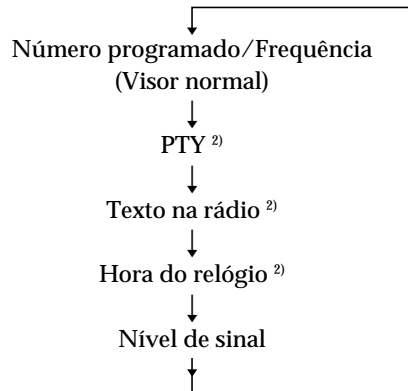 Número programado/Frequência
(Visor normal)
PTY 2)
Texto na rádio 2)
Hora do relógio 2)
Nível de sinal